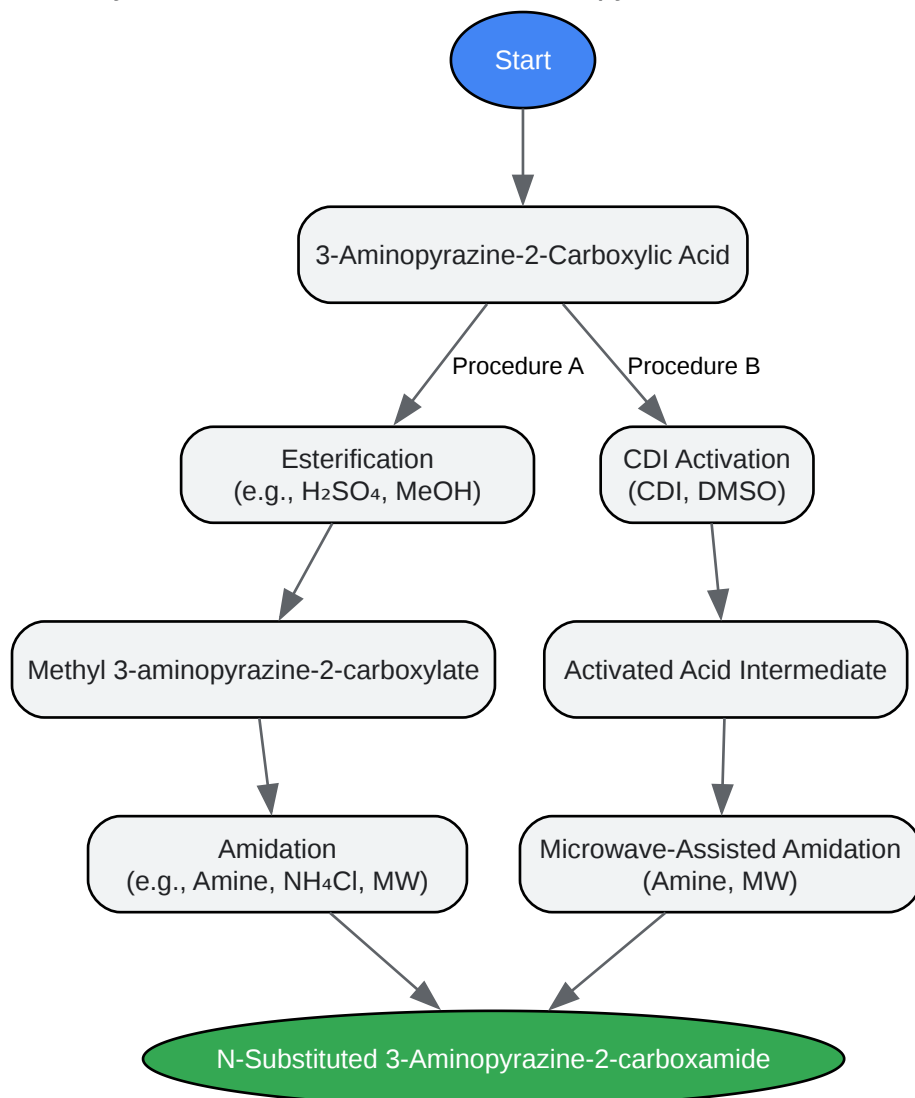 Start
3-Aminopyrazine-2-Carboxylic Acid
Procedure A
Procedure B
Esterification
(e.g., H₂SO₄, MeOH)
CDI Activation
(CDI, DMSO)
Methyl 3-aminopyrazine-2-carboxylate
Activated Acid Intermediate
Amidation
(e.g., Amine, NH₄Cl, MW)
Microwave-Assisted Amidation
(Amine, MW)
N-Substituted 3-Aminopyrazine-2-carboxamide